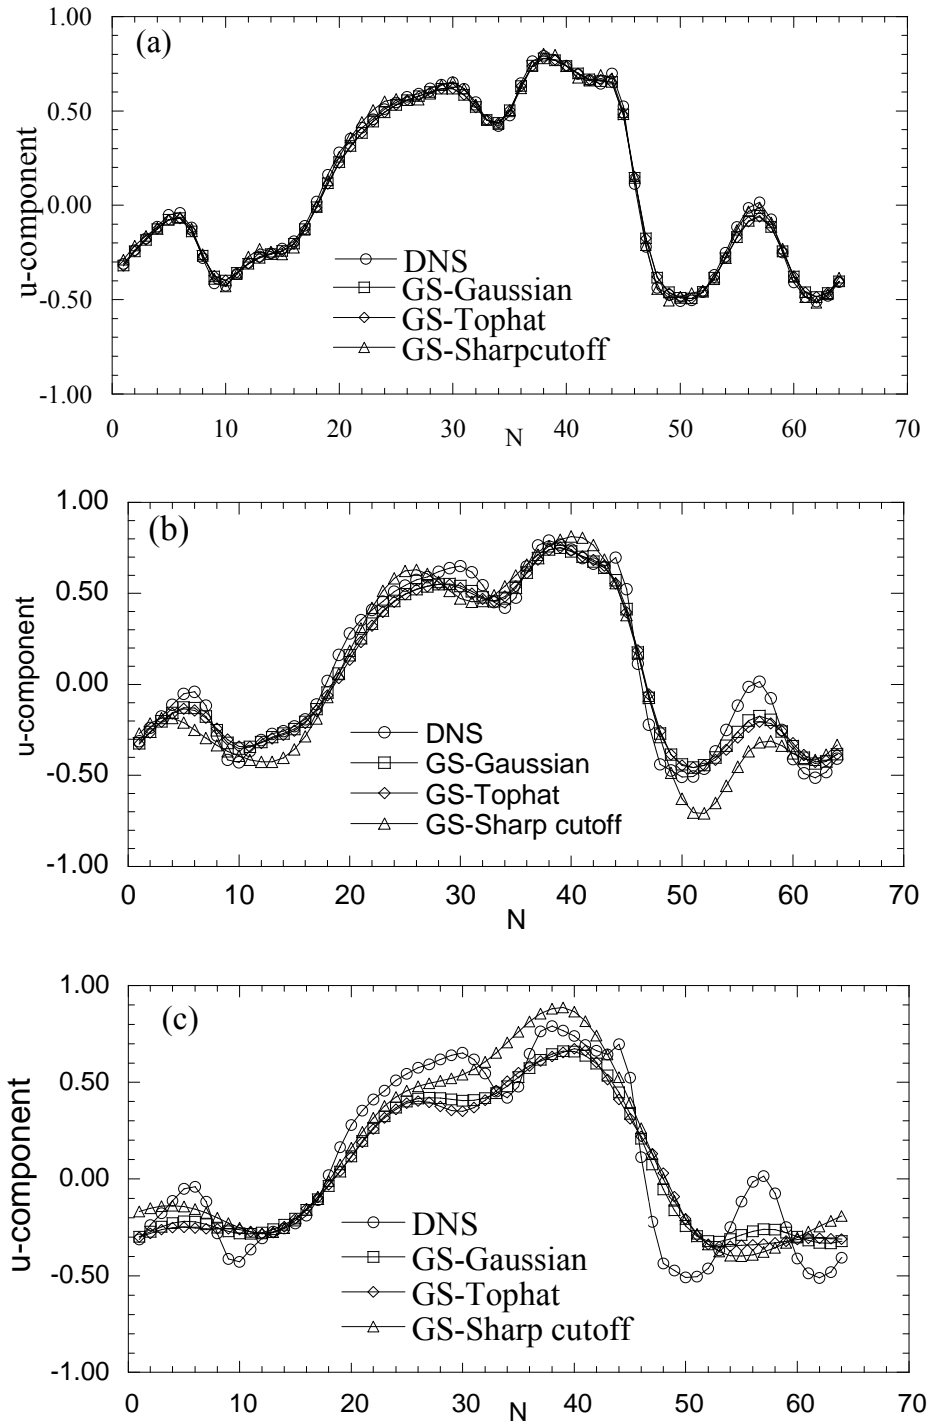 (a)
1.00
0.50
0.00
-0.50
-1.00
u-component
DNS
GS-Gaussian
GS-Tophat
GS-Sharpcutoff
0 10 20 30 40 50 60 70
N
(b)
1.00
0.50
0.00
-0.50
-1.00
u-component
DNS
GS-Gaussian
GS-Tophat
GS-Sharp cutoff
0 10 20 30 40 50 60 70
N
(c)
1.00
0.50
0.00
-0.50
-1.00
u-component
DNS
GS-Gaussian
GS-Tophat
GS-Sharp cutoff
0 10 20 30 40 50 60 70
N